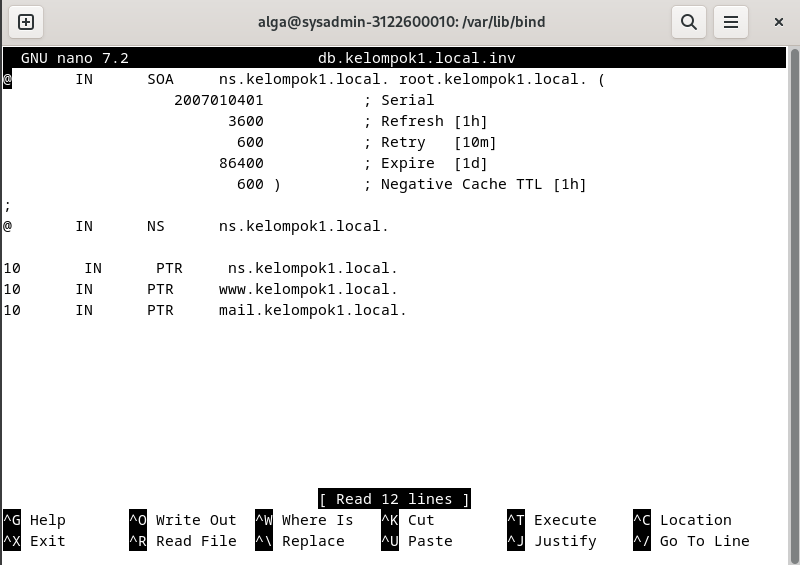 alga@sysadmin-3122600010: /var/lib/bind
GNU nano 7.2 db.kelompok1.local.inv
@ IN SOA ns.kelompok1.local. root.kelompok1.local. (
2007010401 ; Serial
3600 ; Refresh [1h]
600 ; Retry [10m]
86400 ; Expire [1d]
600 ) ; Negative Cache TTL [1h]
;
@ IN NS ns.kelompok1.local.
10 IN PTR ns.kelompok1.local.
10 IN PTR www.kelompok1.local.
10 IN PTR mail.kelompok1.local.
[ Read 12 lines ]
^G Help ^O Write Out ^W Where Is ^K Cut ^T Execute ^C Location
^X Exit ^R Read File ^\ Replace ^U Paste ^J Justify ^/ Go To Line